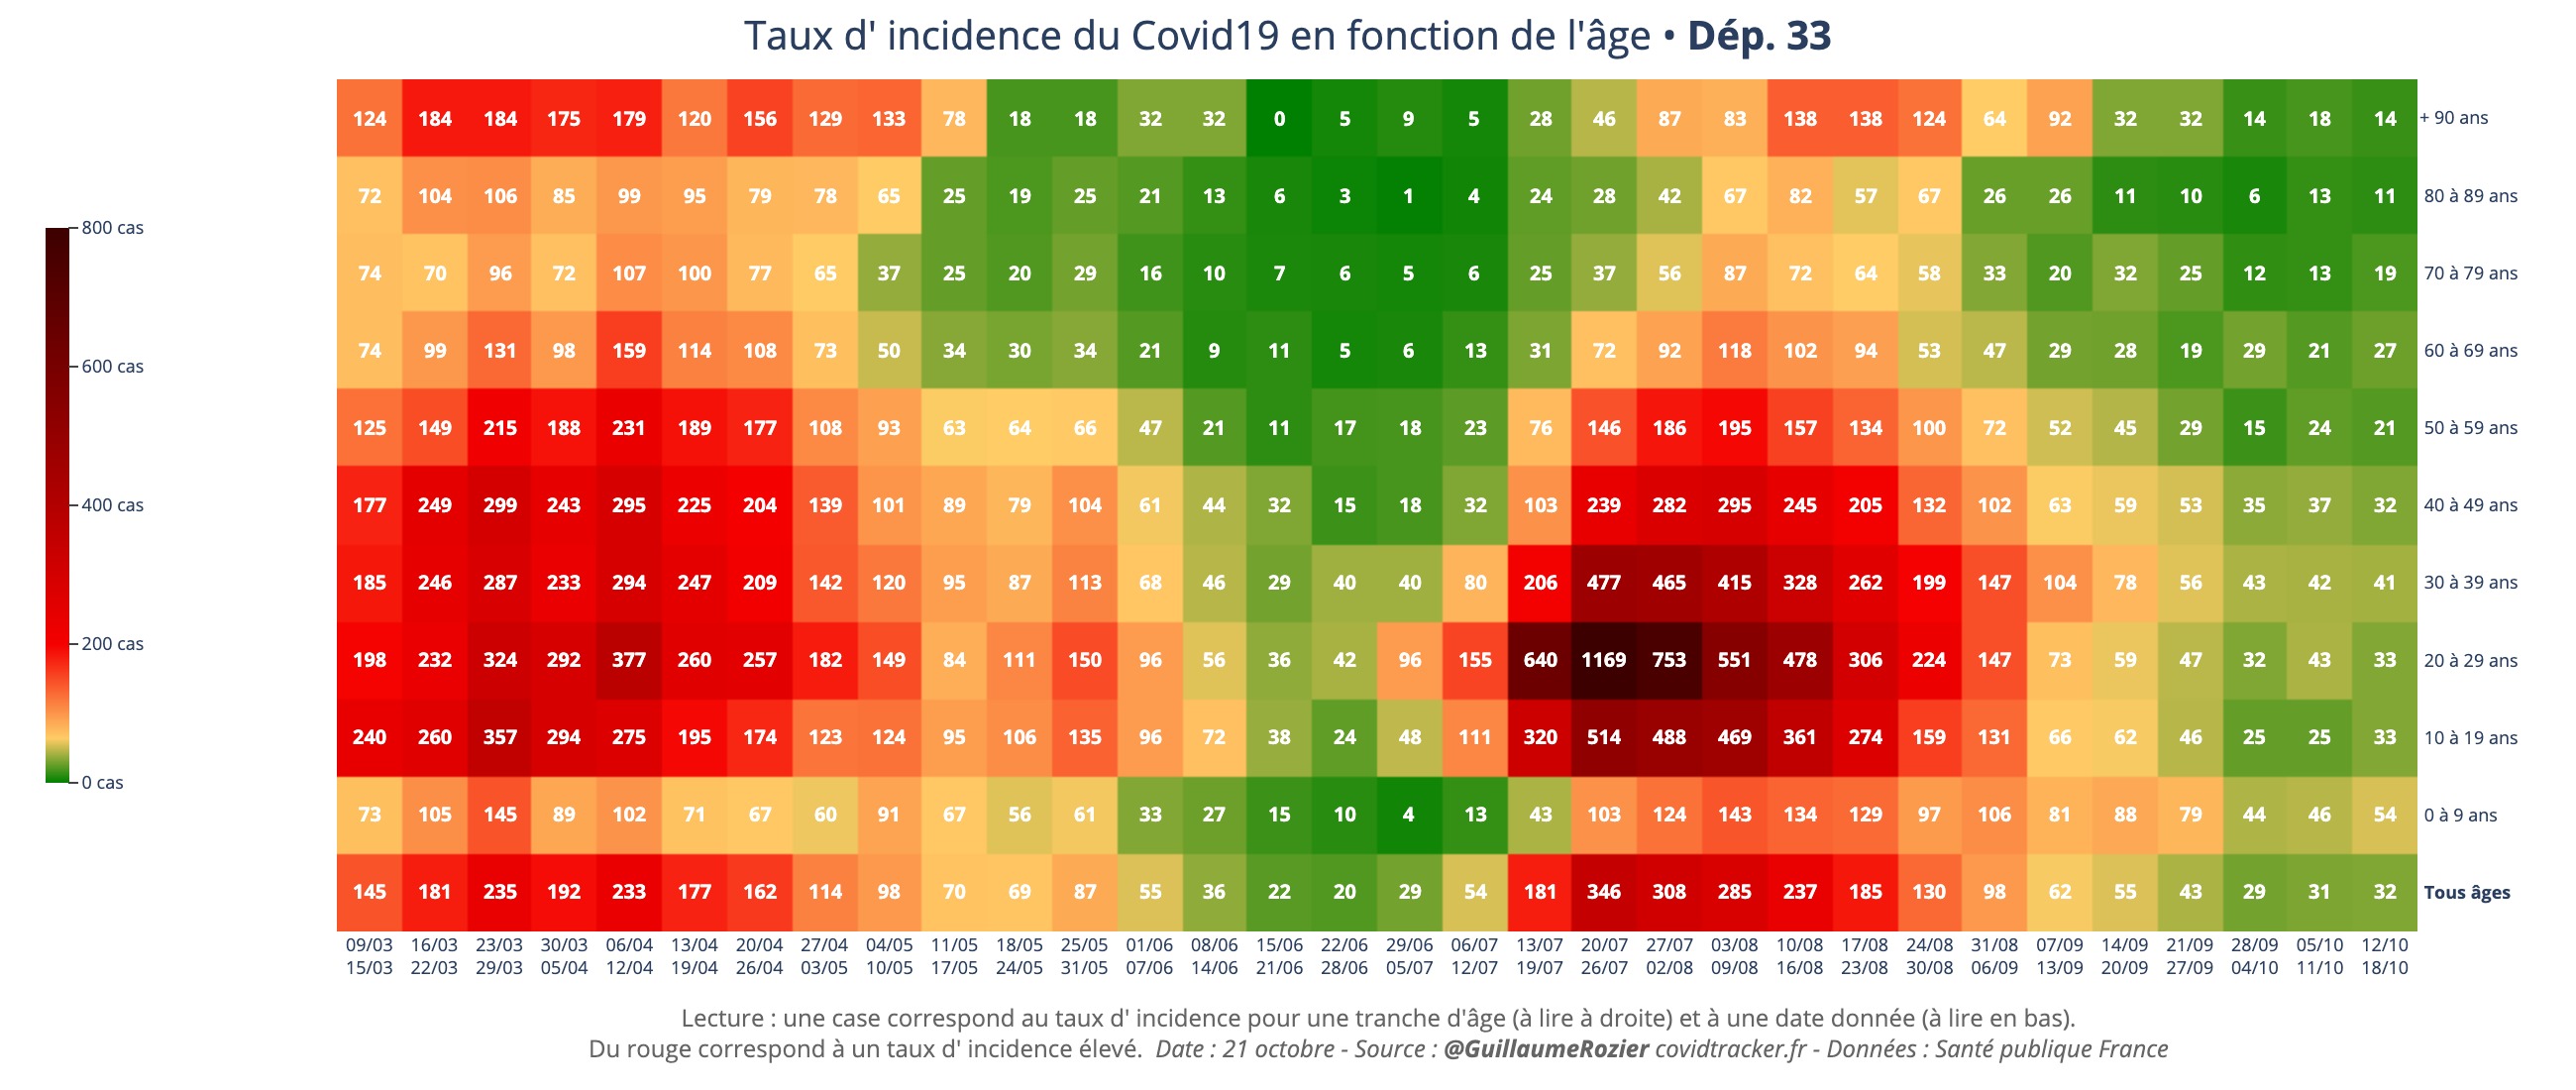 Taux d' incidence du Covid19 en fonction de l'âge • Dép. 33
124 184 184 175 179 120 156 129 133 78 18 18 32 32 0 5 9 5 28 46 87 83 138 138 124 64 92 32 32 14 18 14 + 90 ans
72 104 106 85 99 95 79 78 65 25 19 25 21 13 6 3 1 4 24 28 42 67 82 57 67 26 26 11 10 6 13 11 80 à 89 ans
800 cas
74 70 96 72 107 100 77 65 37 25 20 29 16 10 7 6 5 6 25 37 56 87 72 64 58 33 20 32 25 12 13 19 70 à 79 ans
74 99 131 98 159 114 108 73 50 34 30 34 21 9 11 5 6 13 31 72 92 118 102 94 53 47 29 28 19 29 21 27 60 à 69 ans
600 cas
125 149 215 188 231 189 177 108 93 63 64 66 47 21 11 17 18 23 76 146 186 195 157 134 100 72 52 45 29 15 24 21 50 à 59 ans
400 cas
177 249 299 243 295 225 204 139 101 89 79 104 61 44 32 15 18 32 103 239 282 295 245 205 132 102 63 59 53 35 37 32 40 à 49 ans
185 246 287 233 294 247 209 142 120 95 87 113 68 46 29 40 40 80 206 477 465 415 328 262 199 147 104 78 56 43 42 41 30 à 39 ans
200 cas
198 232 324 292 377 260 257 182 149 84 111 150 96 56 36 42 96 155 640 1169 753 551 478 306 224 147 73 59 47 32 43 33 20 à 29 ans
240 260 357 294 275 195 174 123 124 95 106 135 96 72 38 24 48 111 320 514 488 469 361 274 159 131 66 62 46 25 25 33 10 à 19 ans
0 cas
73 105 145 89 102 71 67 60 91 67 56 61 33 27 15 10 4 13 43 103 124 143 134 129 97 106 81 88 79 44 46 54 0 à 9 ans
145 181 235 192 233 177 162 114 98 70 69 87 55 36 22 20 29 54 181 346 308 285 237 185 130 98 62 55 43 29 31 32 Tous âges
09/03 16/03 23/03 30/03 06/04 13/04 20/04 27/04 04/05 11/05 18/05 25/05 01/06 08/06 15/06 22/06 29/06 06/07 13/07 20/07 27/07 03/08 10/08 17/08 24/08 31/08 07/09 14/09 21/09 28/09 05/10 12/10
15/03 22/03 29/03 05/04 12/04 19/04 26/04 03/05 10/05 17/05 24/05 31/05 07/06 14/06 21/06 28/06 05/07 12/07 19/07 26/07 02/08 09/08 16/08 23/08 30/08 06/09 13/09 20/09 27/09 04/10 11/10 18/10
Lecture : une case correspond au taux d' incidence pour une tranche d'âge (à lire à droite) et à une date donnée (à lire en bas).
Du rouge correspond à un taux d' incidence élevé. Date : 21 octobre - Source : @GuillaumeRozier covidtracker.fr - Données : Santé publique France